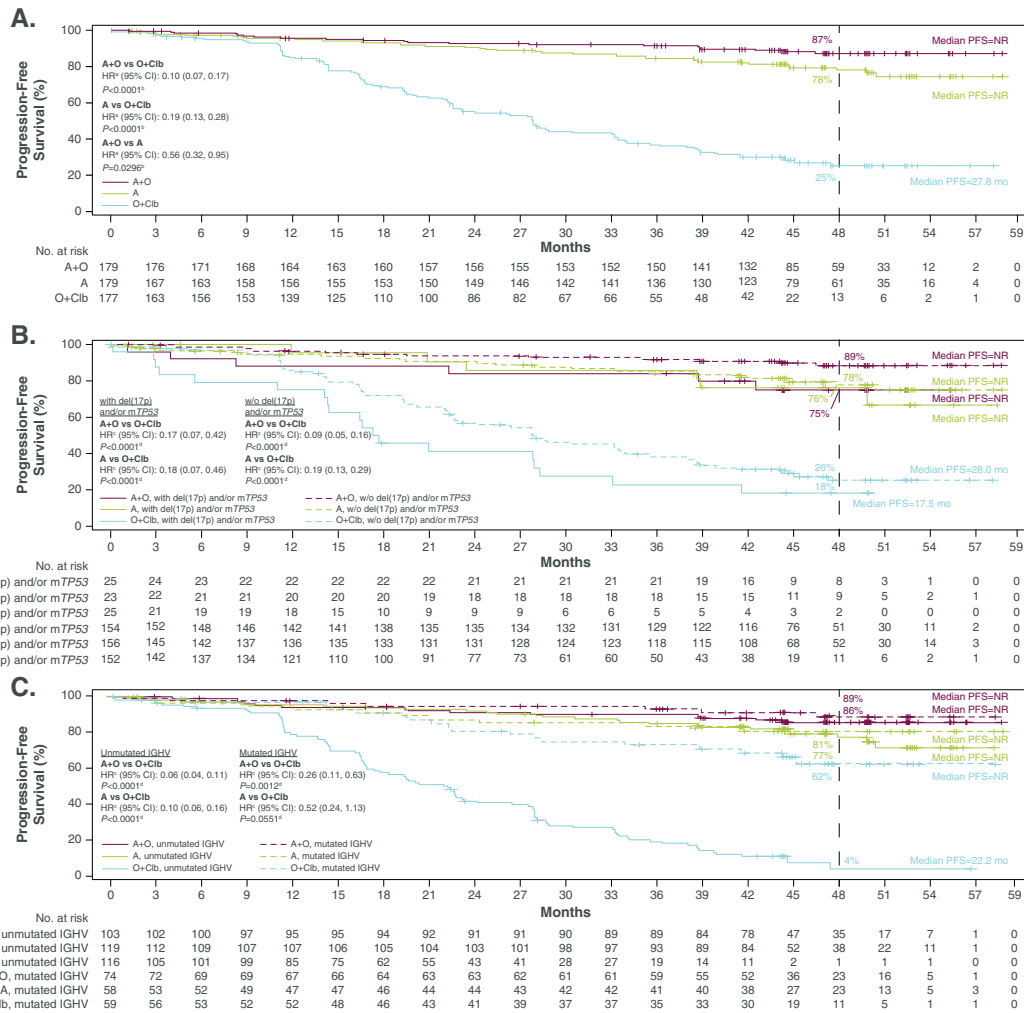 A.
Progression-Free
Survival (%)
100
80
60
40
20
0
A+O vs O+Clb
HRᵃ (95% CI): 0.10 (0.07, 0.17)
P<0.0001ᵇ
A vs O+Clb
HRᵃ (95% CI): 0.19 (0.13, 0.28)
P<0.0001ᵇ
A+O vs A
HRᵃ (95% CI): 0.56 (0.32, 0.95)
P=0.0296ᵇ
A+O
A
O+Clb
87%
78%
25%
Median PFS=NR
Median PFS=NR
Median PFS=27.8 mo
0 3 6 9 12 15 18 21 24 27 30 33 36 39 42 45 48 51 54 57 59
Months
No. at risk
A+O 179 176 171 168 164 163 160 157 156 155 153 152 150 141 132 85 59 33 12 2 0
A 179 167 163 158 156 155 153 150 149 146 142 141 136 130 123 79 61 35 16 4 0
O+Clb 177 163 156 153 139 125 110 100 86 82 67 66 55 48 42 22 13 6 2 1 0
B.
Progression-Free
Survival (%)
100
80
60
40
20
0
with del(17p)
and/or mTP53
A+O vs O+Clb
HRᶜ (95% CI): 0.17 (0.07, 0.42)
P<0.0001ᵈ
A vs O+Clb
HRᶜ (95% CI): 0.18 (0.07, 0.46)
P<0.0001ᵈ
w/o del(17p)
and/or mTP53
A+O vs O+Clb
HRᶜ (95% CI): 0.09 (0.05, 0.16)
P<0.0001ᵈ
A vs O+Clb
HRᶜ (95% CI): 0.19 (0.13, 0.29)
P<0.0001ᵈ
A+O, with del(17p) and/or mTP53
A, with del(17p) and/or mTP53
O+Clb, with del(17p) and/or mTP53
A+O, w/o del(17p) and/or mTP53
A, w/o del(17p) and/or mTP53
O+Clb, w/o del(17p) and/or mTP53
89%
78%
76%
75%
26%
18%
Median PFS=NR
Median PFS=NR
Median PFS=NR
Median PFS=NR
Median PFS=28.0 mo
Median PFS=17.5 mo
0 3 6 9 12 15 18 21 24 27 30 33 36 39 42 45 48 51 54 57 59
Months
No. at risk
p) and/or mTP53 25 24 23 22 22 22 22 22 21 21 21 21 21 19 16 9 8 3 1 0 0
p) and/or mTP53 23 22 21 21 20 20 20 19 18 18 18 18 18 15 15 11 9 5 2 1 0
p) and/or mTP53 25 21 19 19 18 15 10 9 9 9 6 6 5 5 4 3 2 0 0 0 0
p) and/or mTP53 154 152 148 146 142 141 138 135 135 134 132 131 129 122 116 76 51 30 11 2 0
p) and/or mTP53 156 145 142 137 136 135 133 131 131 128 124 123 118 115 108 68 52 30 14 3 0
p) and/or mTP53 152 142 137 134 121 110 100 91 77 73 61 60 50 43 38 19 11 6 2 1 0
C.
Progression-Free
Survival (%)
100
80
60
40
20
0
Unmutated IGHV
A+O vs O+Clb
HRᶜ (95% CI): 0.06 (0.04, 0.11)
P<0.0001ᵈ
A vs O+Clb
HRᶜ (95% CI): 0.10 (0.06, 0.16)
P<0.0001ᵈ
Mutated IGHV
A+O vs O+Clb
HRᶜ (95% CI): 0.26 (0.11, 0.63)
P=0.0012ᵈ
A vs O+Clb
HRᶜ (95% CI): 0.52 (0.24, 1.13)
P=0.0551ᵈ
A+O, unmutated IGHV
A, unmutated IGHV
O+Clb, unmutated IGHV
A+O, mutated IGHV
A, mutated IGHV
O+Clb, mutated IGHV
89%
86%
81%
77%
62%
4%
Median PFS=NR
Median PFS=NR
Median PFS=NR
Median PFS=NR
Median PFS=NR
Median PFS=22.2 mo
0 3 6 9 12 15 18 21 24 27 30 33 36 39 42 45 48 51 54 57 59
Months
No. at risk
unmutated IGHV 103 102 100 97 95 95 94 92 91 91 90 89 89 84 78 47 35 17 7 1 0
unmutated IGHV 119 112 109 107 107 106 105 104 103 101 98 97 93 89 84 52 38 22 11 1 0
unmutated IGHV 116 105 101 99 85 75 62 55 43 41 28 27 19 14 11 2 1 1 1 0 0
O, mutated IGHV 74 72 69 69 67 66 64 63 63 62 61 61 59 55 52 36 23 16 5 1 0
A, mutated IGHV 58 53 52 49 47 47 46 44 44 43 42 42 41 40 38 27 23 13 5 3 0
lb, mutated IGHV 59 56 53 52 52 48 46 43 41 39 37 37 35 33 30 19 11 5 1 1 0